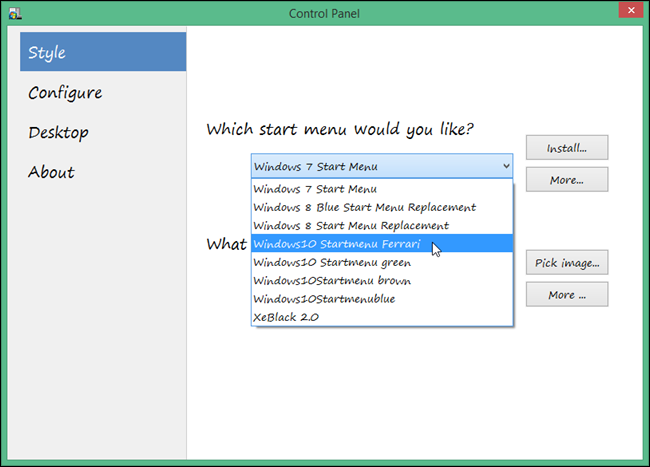 Control Panel
Style
Configure
Desktop
About
Which start menu would you like?
Windows 7 Start Menu
Install...
More...
Windows 7 Start Menu
Windows 8 Blue Start Menu Replacement
Windows 8 Start Menu Replacement
What
Windows10 Startmenu Ferrari
Windows10 Startmenu green
Windows10Startmenu brown
Windows10Startmenublue
XeBlack 2.0
Pick image...
More ...